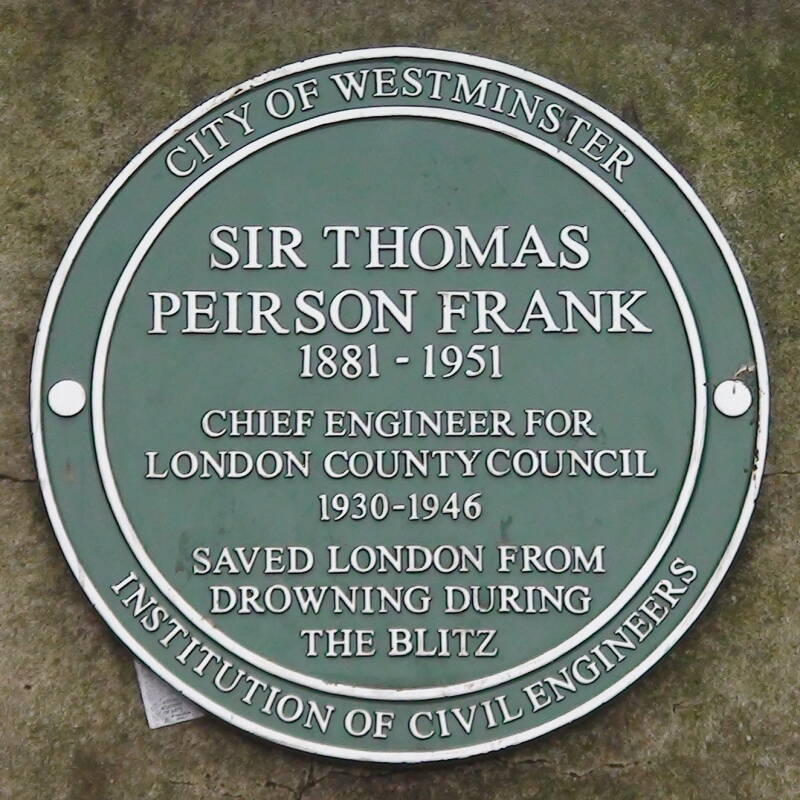 CITY OF WESTMINSTER
SIR THOMAS
PEIRSON FRANK
1881 - 1951
CHIEF ENGINEER FOR
LONDON COUNTY COUNCIL
1930-1946
SAVED LONDON FROM
DROWNING DURING
THE BLITZ
INSTITUTION OF CIVIL ENGINEERS